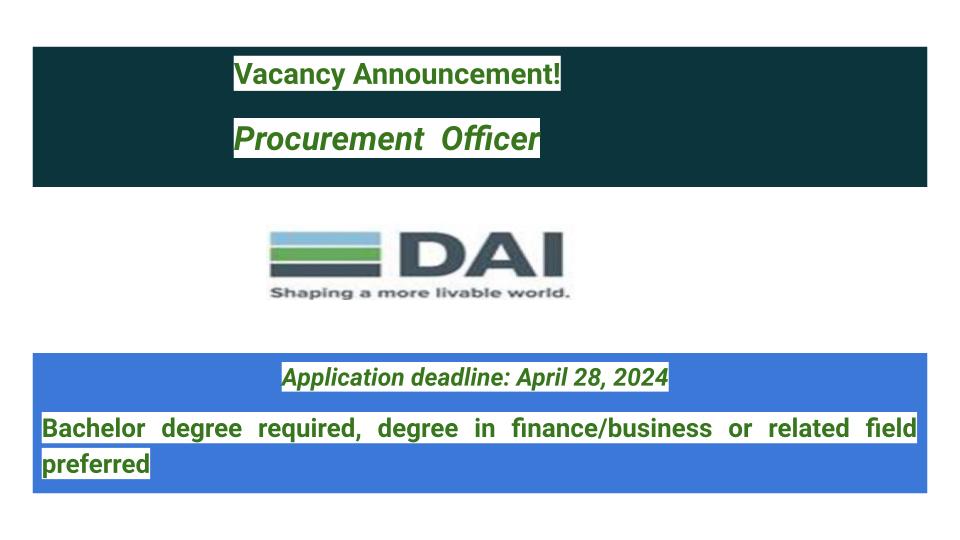 Vacancy Announcement!
Procurement Officer
DAI
Shaping a more livable world.
Application deadline: April 28, 2024
Bachelor degree required, degree in finance/business or related field
preferred